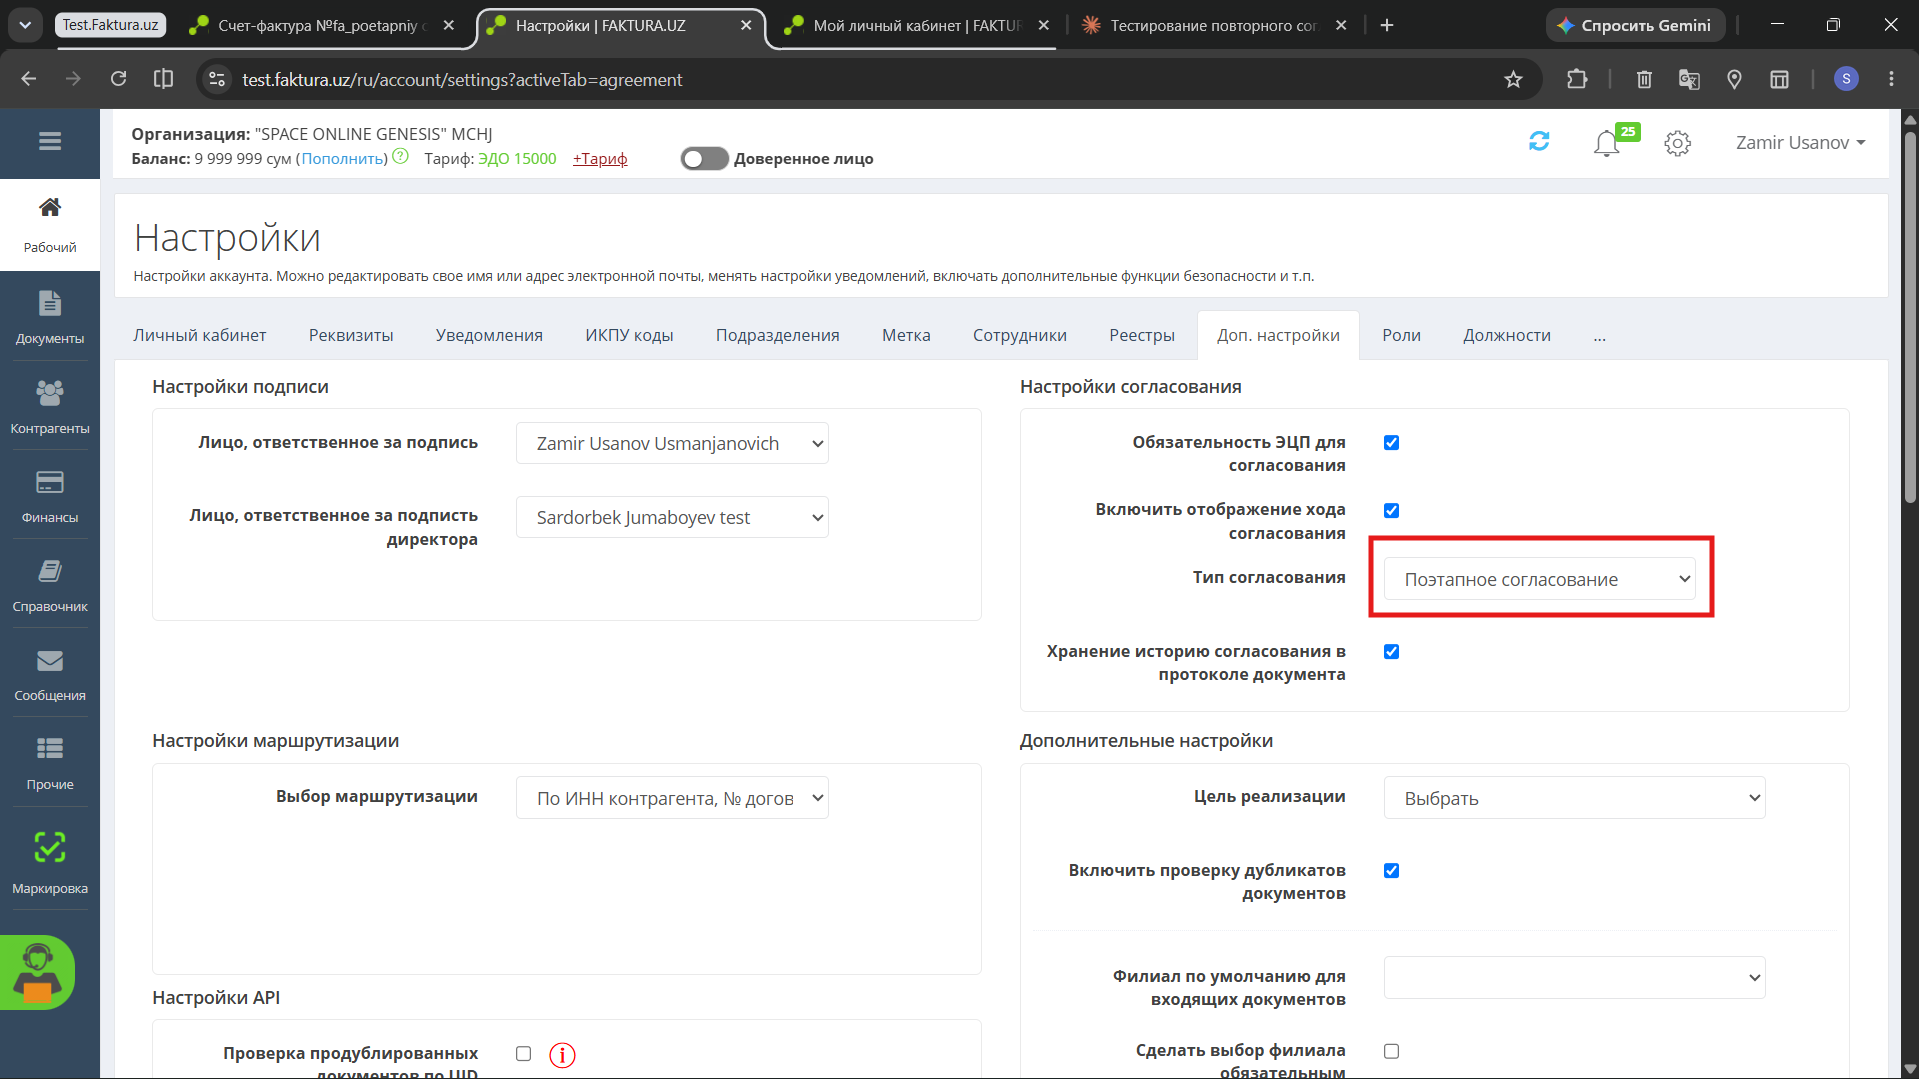 Test.Faktura.uz
Счет-фактура №fa_poetapniy
Настройки | FAKTURA.UZ
Мой личный кабинет | FAKTUR
Тестирование повторного сог
Спросить Gemini
test.faktura.uz/ru/account/settings?activeTab=agreement
S
Организация: "SPACE ONLINE GENESIS" MCHJ
Баланс: 9 999 999 сум (Пополнить) ? Тариф: ЭДО 15000 +Тариф
Доверенное лицо
25
Zamir Usanov
Рабочий
Документы
Контрагенты
Финансы
Справочник
Сообщения
Прочие
Маркировка
Настройки
Настройки аккаунта. Можно редактировать свое имя или адрес электронной почты, менять настройки уведомлений, включать дополнительные функции безопасности и т.п.
Личный кабинет
Реквизиты
Уведомления
ИКПУ коды
Подразделения
Метка
Сотрудники
Реестры
Доп. настройки
Роли
Должности
...
Настройки подписи
Лицо, ответственное за подпись
Zamir Usanov Usmanjanovich
Лицо, ответственное за подписть
директора
Sardorbek Jumaboyev test
Настройки согласования
Обязательность ЭЦП для
согласования
Включить отображение хода
согласования
Тип согласования
Поэтапное согласование
Хранение историю согласования в
протоколе документа
Настройки маршрутизации
Выбор маршрутизации
По ИНН контрагента, № догов
Дополнительные настройки
Цель реализации
Выбрать
Включить проверку дубликатов
документов
Филиал по умолчанию для
входящих документов
Сделать выбор филиала
обязательным
Настройки API
Проверка продублированных
документов по UID
i